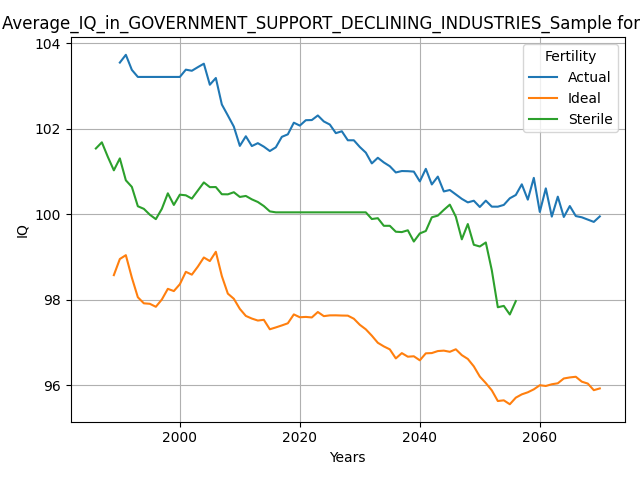 Average_IQ_in_GOVERNMENT_SUPPORT_DECLINING_INDUSTRIES_Sample for
Fertility
Actual
Ideal
Sterile
104
102
100
98
96
IQ
2000 2020 2040 2060
Years